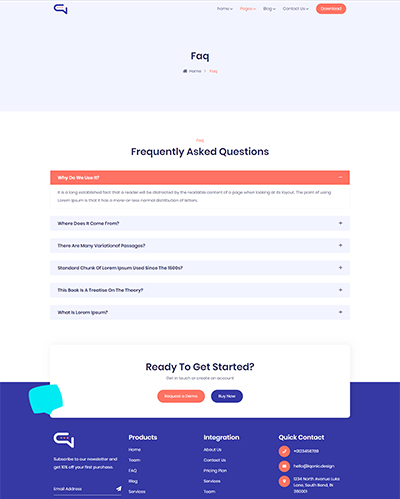 Home Pages Blog Contact Us Download
Faq
Home // Faq
Faq
Frequently Asked Questions
Why Do We Use It?
It is a long established fact that a reader will be distracted by the readable content of a page when looking at its layout. The point of using
Lorem Ipsum is that it has a more-or-less normal distribution of letters.
Where Does It Come From?
There Are Many Variationof Passages?
Standard Chunk Of Lorem Ipsum Used Since The 1500s?
This Book Is A Treatise On The Theory?
What Is Lorem Ipsum?
Ready To Get Started?
Get in touch or create an account
Request a Demo Buy Now
Subscribe to our newsletter and
get 10% off your first purchase.
Email Address
Products
Home
Team
FAQ
Blog
Services
Integration
About Us
Contact Us
Pricing Plan
Services
Team
Quick Contact
hello@iqonic.design
1234 North Avenue Luke
Lane, South Bend, IN
360001